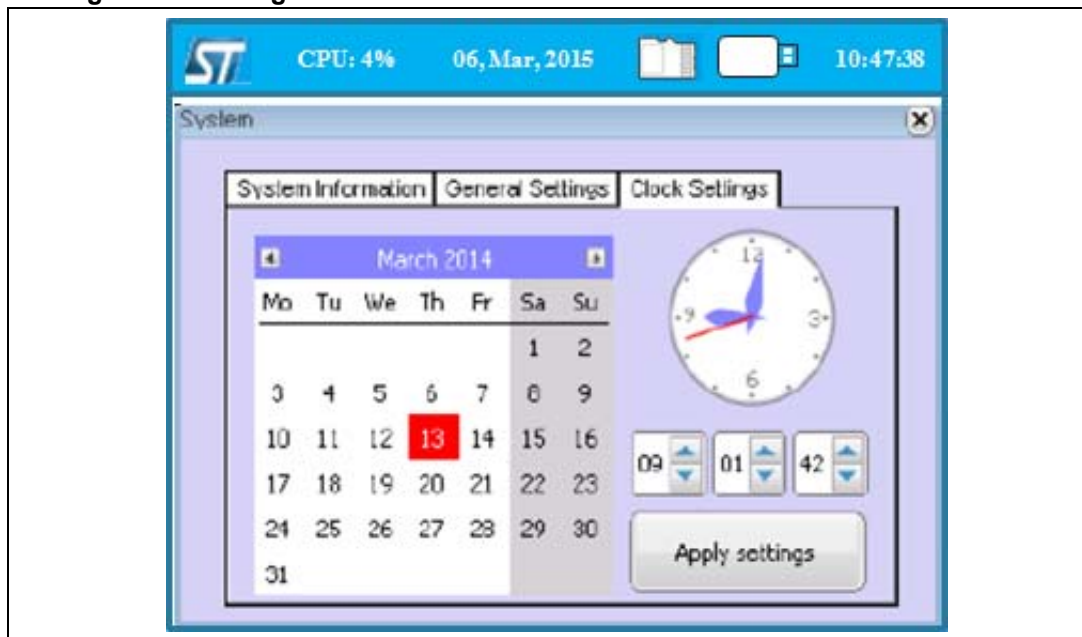 ST CPU: 4% 06, Mar, 2015 10:47:38
System
System Information General Settings Clock Settings
March 2014
Mo Tu We Th Fr Sa Su
1 2
3 4 5 6 7 8 9
10 11 12 13 14 15 16
17 18 19 20 21 22 23
24 25 26 27 28 29 30
31
12
9 3
6
09 01 42
Apply settings